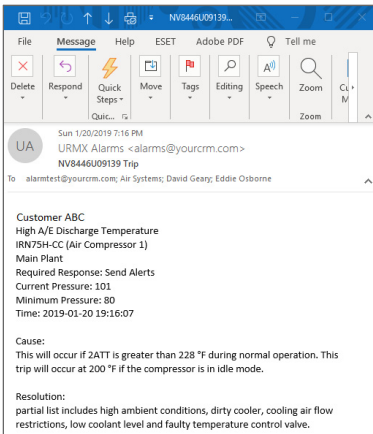 NV8446U09139...
File Message Help ESET Adobe PDF Tell me
Delete Respond Quick Steps Move Tags Editing Speech Zoom
Quic... Zoom
Sun 1/20/2019 7:16 PM
UA URMX Alarms <alarms@yourcrm.com>
NV8446U09139 Trip
To alarmtest@yourcrm.com; Air Systems; David Geary; Eddie Osborne
Customer ABC
High A/E Discharge Temperature
IRN75H-CC (Air Compressor 1)
Main Plant
Required Response: Send Alerts
Current Pressure: 101
Minimum Pressure: 80
Time: 2019-01-20 19:16:07
Cause:
This will occur if 2ATT is greater than 228 °F during normal operation. This
trip will occur at 200 °F if the compressor is in idle mode.
Resolution:
partial list includes high ambient conditions, dirty cooler, cooling air flow
restrictions, low coolant level and faulty temperature control valve.